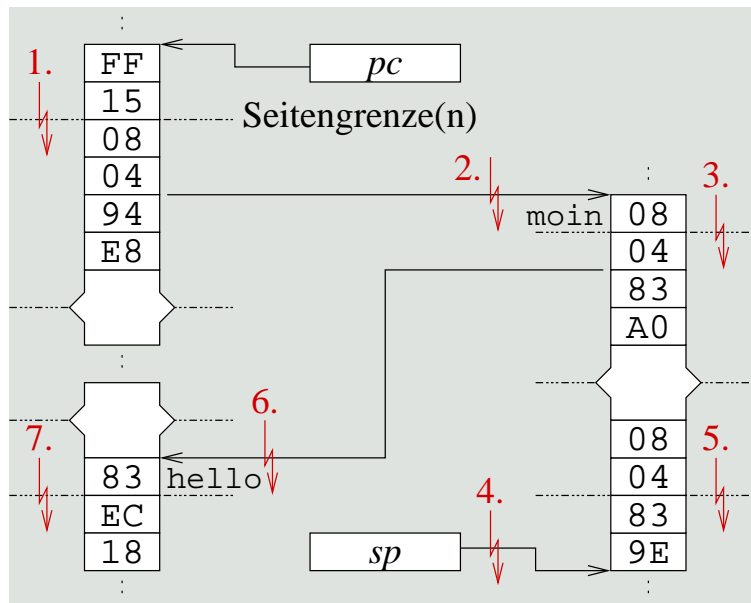 FF
pc
1.
15
Seitengrenze(n)
08
04
2.
3.
94
moin
08
E8
04
83
A0
6.
7.
08
5.
83
hello
04
4.
EC
83
18
sp
9E